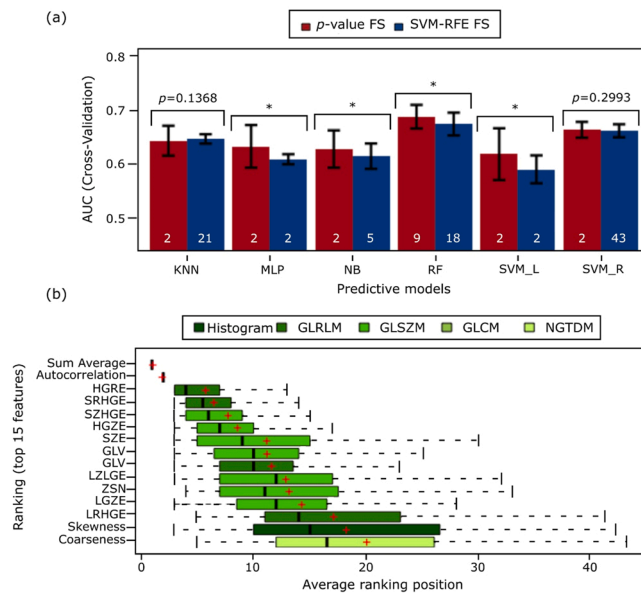 (a)
p-value FS SVM-RFE FS
AUC (Cross-Validation)
0.8
0.7
0.6
0.5
p=0.1368 * * * * p=0.2993
2 21 2 2 2 5 9 18 2 2 2 43
KNN MLP NB RF SVM_L SVM_R
Predictive models
(b)
Histogram GLRLM GLSZM GLCM NGTDM
Ranking (top 15 features)
Sum Average
Autocorrelation
HGRE
SRHGE
SZHGE
HGZE
SZE
GLV
GLV
LZLGE
ZSN
LGZE
LRHGE
Skewness
Coarseness
0 10 20 30 40
Average ranking position